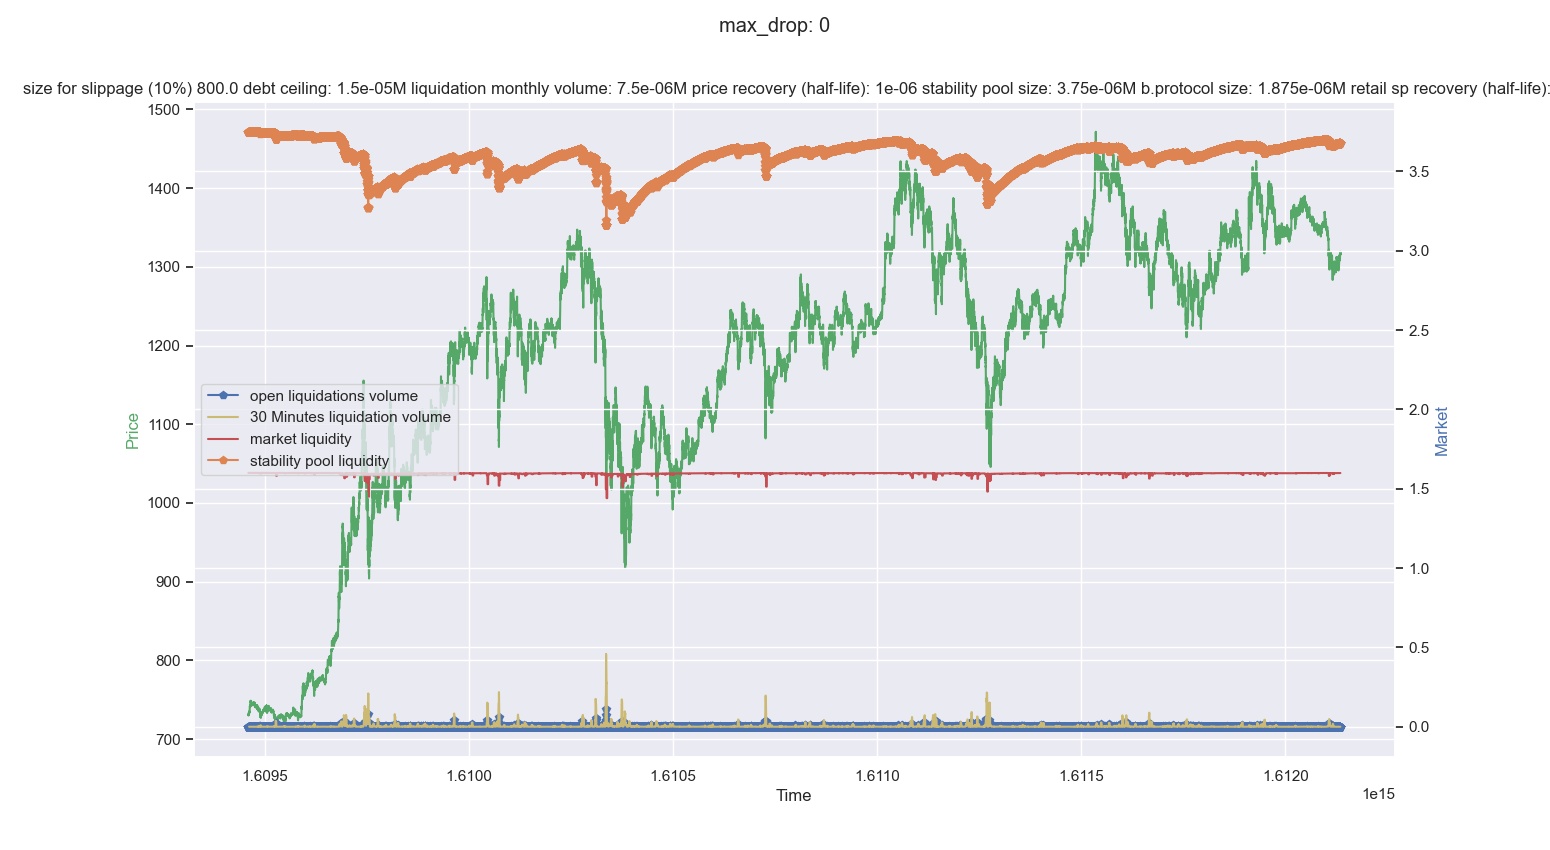 max_drop: 0
size for slippage (10%) 800.0 debt ceiling: 1.5e-05M liquidation monthly volume: 7.5e-06M price recovery (half-life): 1e-06 stability pool size: 3.75e-06M b.protocol size: 1.875e-06M retail sp recovery (half-life):
1500
1400
1300
1200
1100
1000
900
800
700
Price
open liquidations volume
30 Minutes liquidation volume
market liquidity
stability pool liquidity
3.5
3.0
2.5
2.0
1.5
1.0
0.5
0.0
Market
1.6095 1.6100 1.6105 1.6110 1.6115 1.6120
Time
1e15